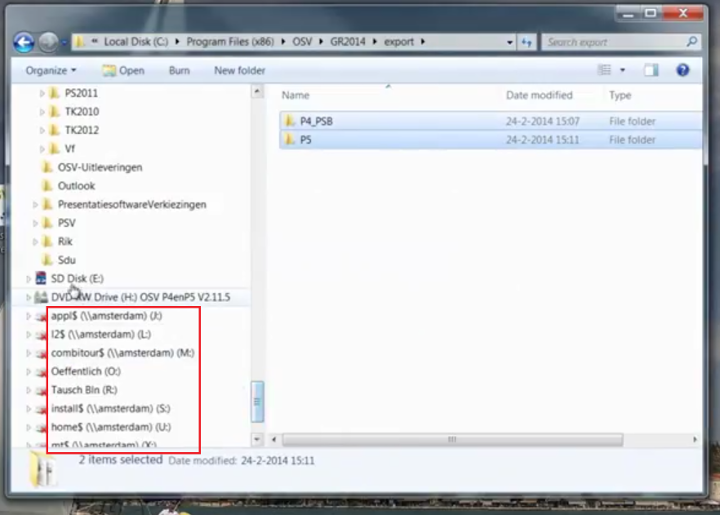 Local Disk (C:) Program Files (x86) OSV GR2014 export
Search export
Organize Open Burn New folder
PS2011
TK2010
TK2012
Vf
OSV-Uitleveringen
Outlook
PresentatiesoftwareVerkiezingen
PSV
Rik
Sdu
SD Disk (E:)
DVD-RW Drive (H:) OSV P4enP5 V2.11.5
appl$ (\\amsterdam) (J:)
l2$ (\\amsterdam) (L:)
combitour$ (\\amsterdam) (M:)
Oeffentlich (O:)
Tausch Bln (R:)
install$ (\\amsterdam) (S:)
home$ (\\amsterdam) (U:)
mt$ (\\amsterdam) (X:)
Name Date modified Type
P4_PSB 24-2-2014 15:07 File folder
P5 24-2-2014 15:11 File folder
2 items selected Date modified: 24-2-2014 15:11